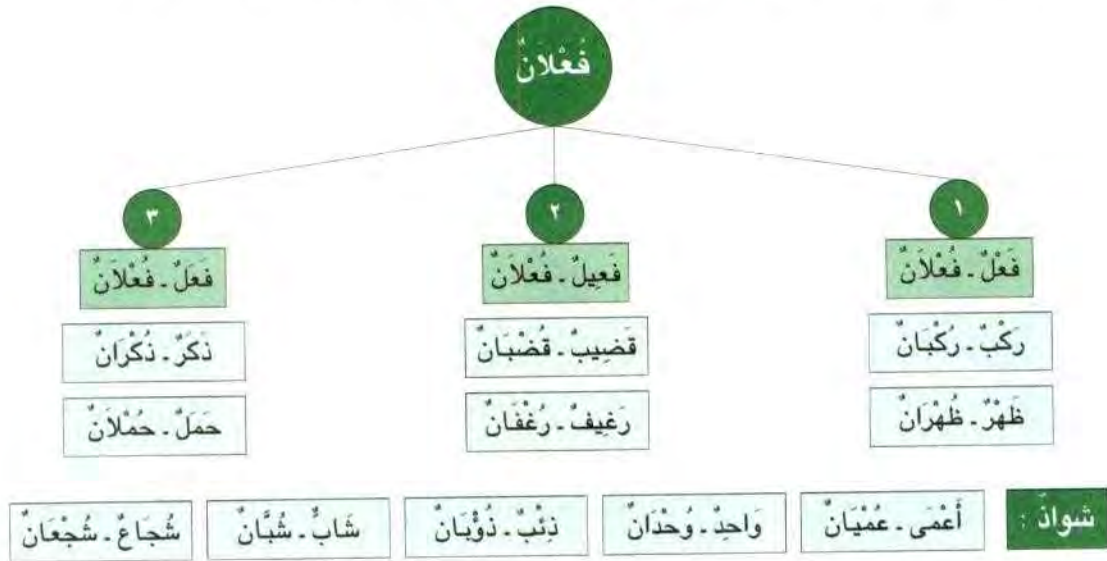 فُعْلَانٌ
١
فَعْلٌ ـ فُعْلَانٌ
رَكْبٌ ـ رُكْبَانٌ
ظَهْرٌ ـ ظُهْرَانٌ
٢
فَعِيلٌ ـ فُعْلَانٌ
قَضِيبٌ ـ قُضْبَانٌ
رَغِيفٌ ـ رُغْفَانٌ
٣
فَعَلٌ ـ فُعْلَانٌ
ذَكَرٌ ـ ذُكْرَانٌ
حَمَلٌ ـ حُمْلَانٌ
شواذّ : أَعْمَى ـ عُمْيَانٌ وَاحِدٌ ـ وُحْدَانٌ ذِئْبٌ ـ ذُؤْبَانٌ شَابٌّ ـ شُبَّانٌ شُجَاعٌ ـ شُجْعَانٌ